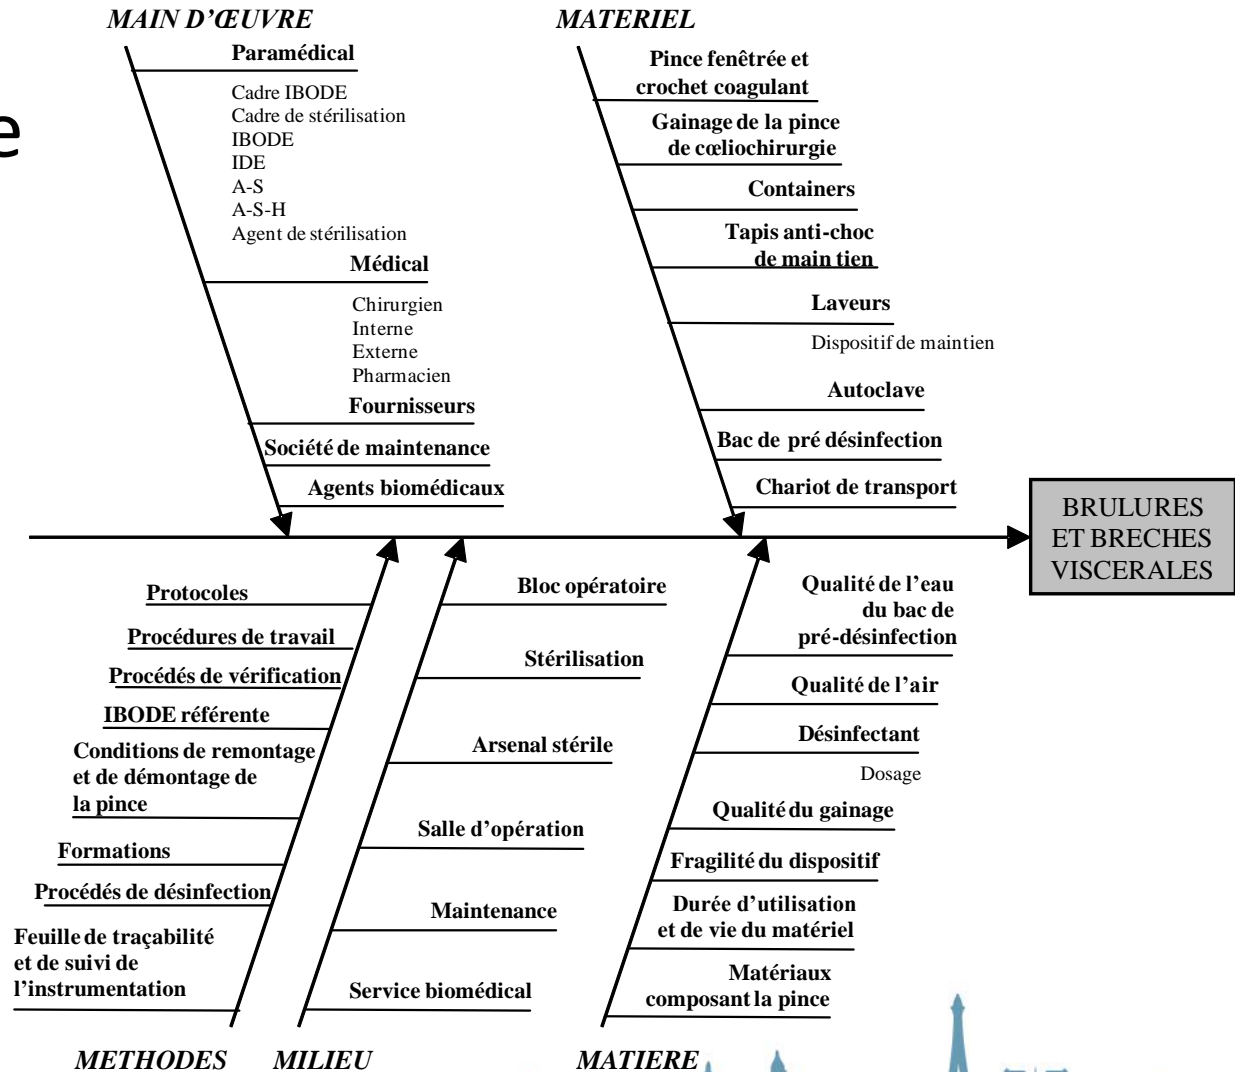 MAIN D’ŒUVRE
Paramédical
Cadre IBODE
Cadre de stérilisation
IBODE
IDE
A-S
A-S-H
Agent de stérilisation
Médical
Chirurgien
Interne
Externe
Pharmacien
Fournisseurs
Société de maintenance
Agents biomédicaux
MATERIEL
Pince fenêtrée et
crochet coagulant
Gainage de la pince
de cœliochirurgie
Containers
Tapis anti-choc
de main tien
Laveurs
Dispositif de maintien
Autoclave
Bac de pré désinfection
Chariot de transport
BRULURES
ET BRECHES
VISCERALES
Protocoles
Procédures de travail
Procédés de vérification
IBODE référente
Conditions de remontage
et de démontage de
la pince
Formations
Procédés de désinfection
Feuille de traçabilité
et de suivi de
l’instrumentation
METHODES
Bloc opératoire
Stérilisation
Arsenal stérile
Salle d’opération
Maintenance
Service biomédical
MILIEU
Qualité de l’eau
du bac de
pré-désinfection
Qualité de l’air
Désinfectant
Dosage
Qualité du gainage
Fragilité du dispositif
Durée d’utilisation
et de vie du matériel
Matériaux
composant la pince
MATIERE